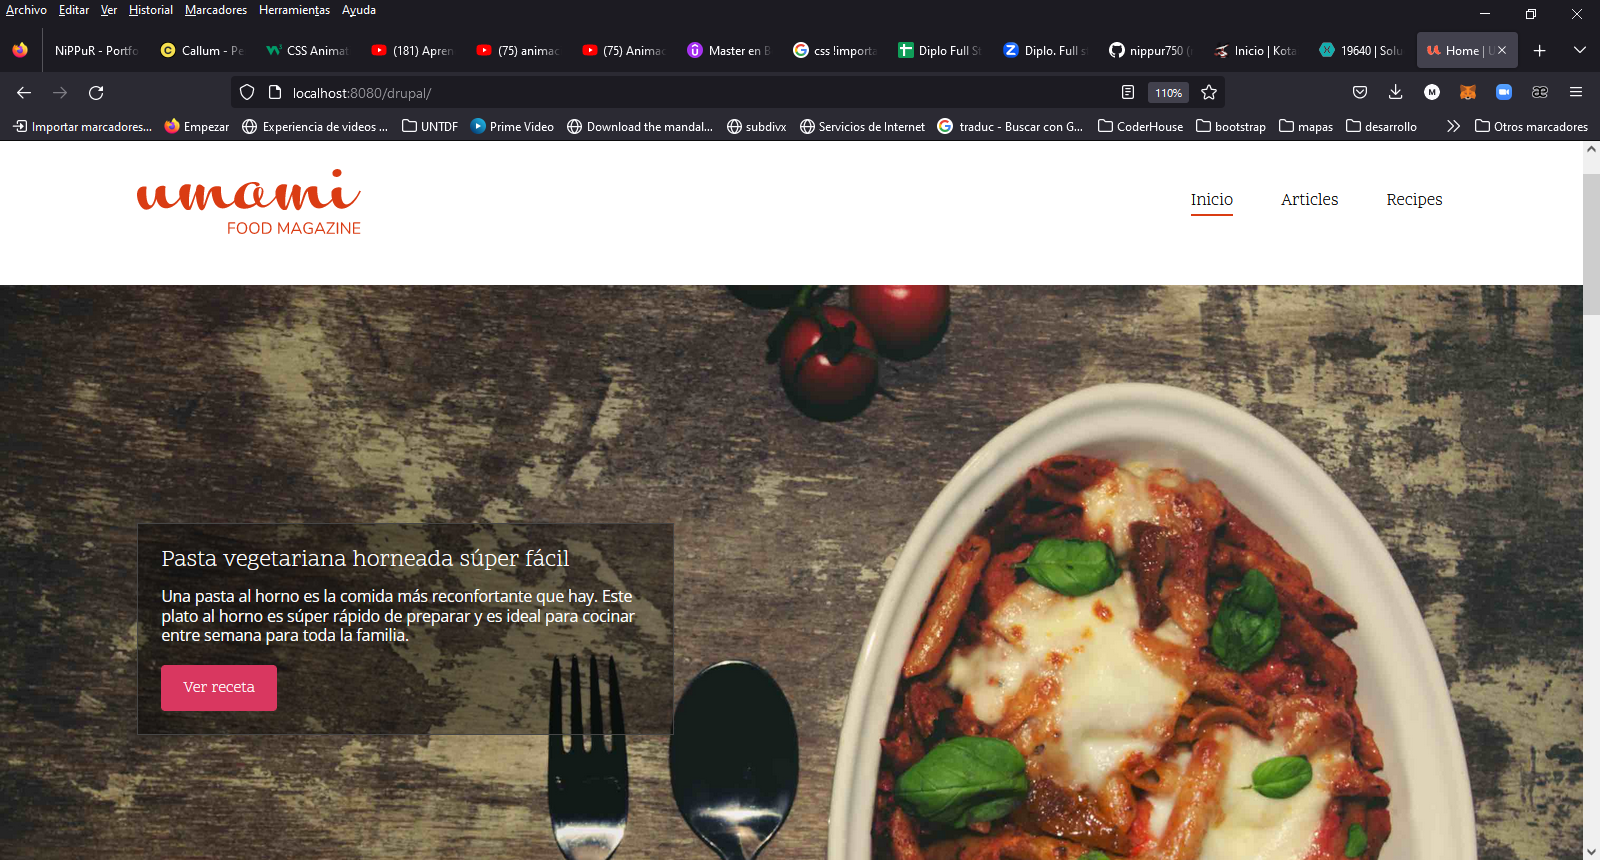 Archivo Editar Ver Historial Marcadores Herramientas Ayuda
NiPPuR - Portfo
Callum - Pe
CSS Animat
(181) Apren
(75) animac
(75) Animac
Master en B
css !importa
Diplo Full St
Diplo. Full s
nippur750 (
Inicio | Kota
19640 | Solu
Home | U
localhost:8080/drupal/
110%
Importar marcadores...
Empezar
Experiencia de videos ...
UNTDF
Prime Video
Download the mandal...
subdivx
Servicios de Internet
traduc - Buscar con G...
CoderHouse
bootstrap
mapas
desarrollo
Otros marcadores
umami
FOOD MAGAZINE
Inicio Articles Recipes
Pasta vegetariana horneada súper fácil
Una pasta al horno es la comida más reconfortante que hay. Este
plato al horno es súper rápido de preparar y es ideal para cocinar
entre semana para toda la familia.
Ver receta